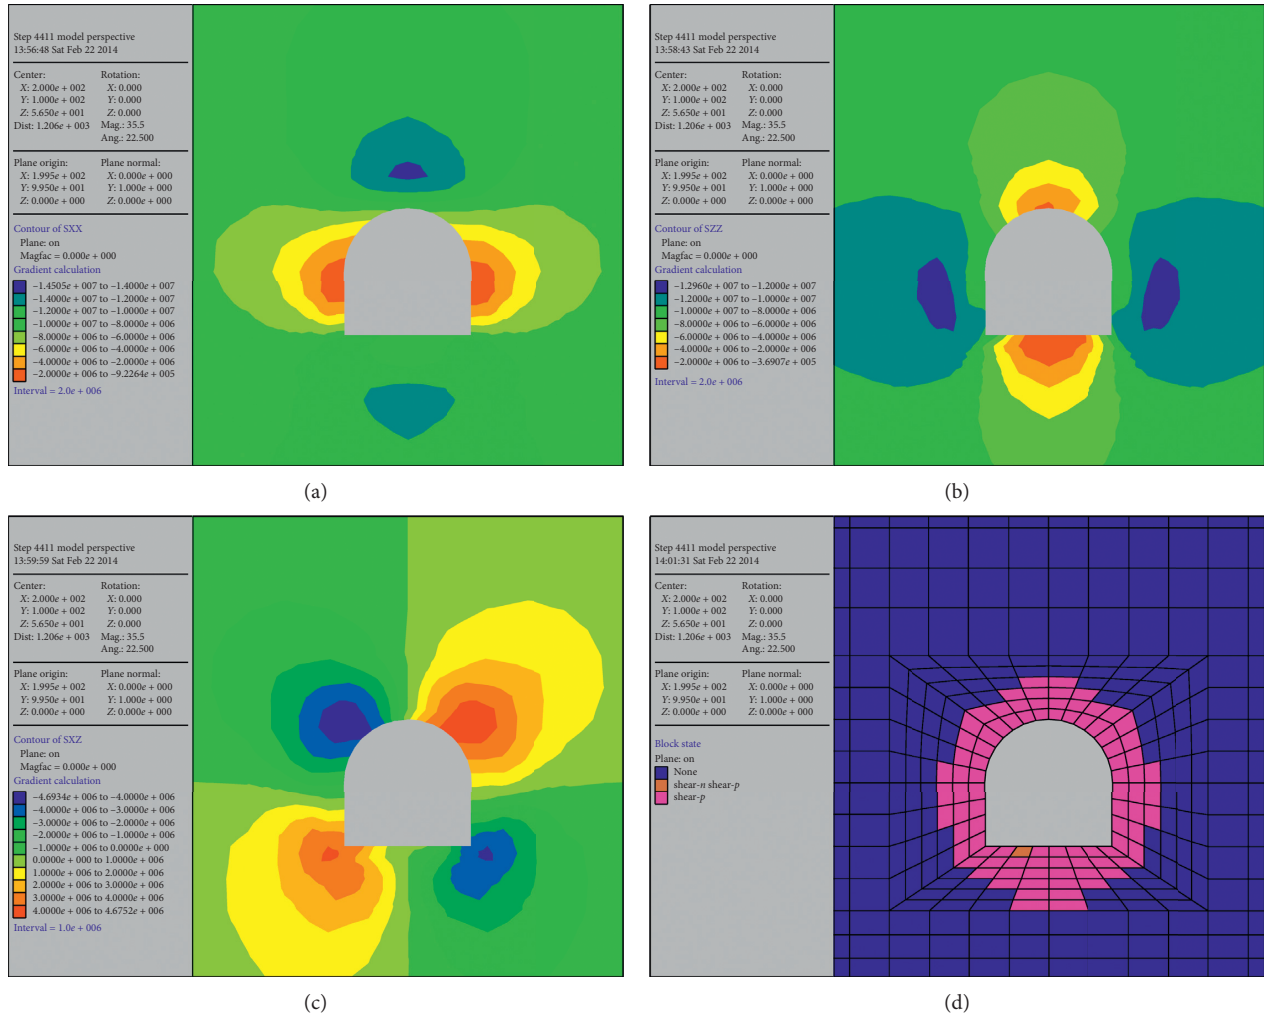 Step 4411 model perspective
13:56:48 Sat Feb 22 2014
Center: Rotation:
X: 2.000e + 002 X: 0.000
Y: 1.000e + 002 Y: 0.000
Z: 5.650e + 001 Z: 0.000
Dist: 1.206e + 003 Mag.: 35.5
Ang.: 22.500
Plane origin: Plane normal:
X: 1.995e + 002 X: 0.000e + 000
Y: 9.950e + 001 Y: 1.000e + 000
Z: 0.000e + 000 Z: 0.000e + 000
Contour of SXX
Plane: on
Magfac = 0.000e + 000
Gradient calculation
−1.4505e + 007 to −1.4000e + 007
−1.4000e + 007 to −1.2000e + 007
−1.2000e + 007 to −1.0000e + 007
−1.0000e + 007 to −8.0000e + 006
−8.0000e + 006 to −6.0000e + 006
−6.0000e + 006 to −4.0000e + 006
−4.0000e + 006 to −2.0000e + 006
−2.0000e + 006 to −9.2264e + 005
Interval = 2.0e + 006
(a)
Step 4411 model perspective
13:58:43 Sat Feb 22 2014
Center: Rotation:
X: 2.000e + 002 X: 0.000
Y: 1.000e + 002 Y: 0.000
Z: 5.650e + 001 Z: 0.000
Dist: 1.206e + 003 Mag.: 35.5
Ang.: 22.500
Plane origin: Plane normal:
X: 1.995e + 002 X: 0.000e + 000
Y: 9.950e + 001 Y: 1.000e + 000
Z: 0.000e + 000 Z: 0.000e + 000
Contour of SZZ
Plane: on
Magfac = 0.000e + 000
Gradient calculation
−1.2960e + 007 to −1.2000e + 007
−1.2000e + 007 to −1.0000e + 007
−1.0000e + 007 to −8.0000e + 006
−8.0000e + 006 to −6.0000e + 006
−6.0000e + 006 to −4.0000e + 006
−4.0000e + 006 to −2.0000e + 006
−2.0000e + 006 to −3.6907e + 005
Interval = 2.0e + 006
(b)
Step 4411 model perspective
13:59:59 Sat Feb 22 2014
Center: Rotation:
X: 2.000e + 002 X: 0.000
Y: 1.000e + 002 Y: 0.000
Z: 5.650e + 001 Z: 0.000
Dist: 1.206e + 003 Mag.: 35.5
Ang.: 22.500
Plane origin: Plane normal:
X: 1.995e + 002 X: 0.000e + 000
Y: 9.950e + 001 Y: 1.000e + 000
Z: 0.000e + 000 Z: 0.000e + 000
Contour of SXZ
Plane: on
Magfac = 0.000e + 000
Gradient calculation
−4.6934e + 006 to −4.0000e + 006
−4.0000e + 006 to −3.0000e + 006
−3.0000e + 006 to −2.0000e + 006
−2.0000e + 006 to −1.0000e + 006
−1.0000e + 006 to 0.0000e + 000
0.0000e + 000 to 1.0000e + 006
1.0000e + 006 to 2.0000e + 006
2.0000e + 006 to 3.0000e + 006
3.0000e + 006 to 4.0000e + 006
4.0000e + 006 to 4.6752e + 006
Interval = 1.0e + 006
(c)
Step 4411 model perspective
14:01:31 Sat Feb 22 2014
Center: Rotation:
X: 2.000e + 002 X: 0.000
Y: 1.000e + 002 Y: 0.000
Z: 5.650e + 001 Z: 0.000
Dist: 1.206e + 003 Mag.: 35.5
Ang.: 22.500
Plane origin: Plane normal:
X: 1.995e + 002 X: 0.000e + 000
Y: 9.950e + 001 Y: 1.000e + 000
Z: 0.000e + 000 Z: 0.000e + 000
Block state
Plane: on
None
shear-n shear-p
shear-p
(d)